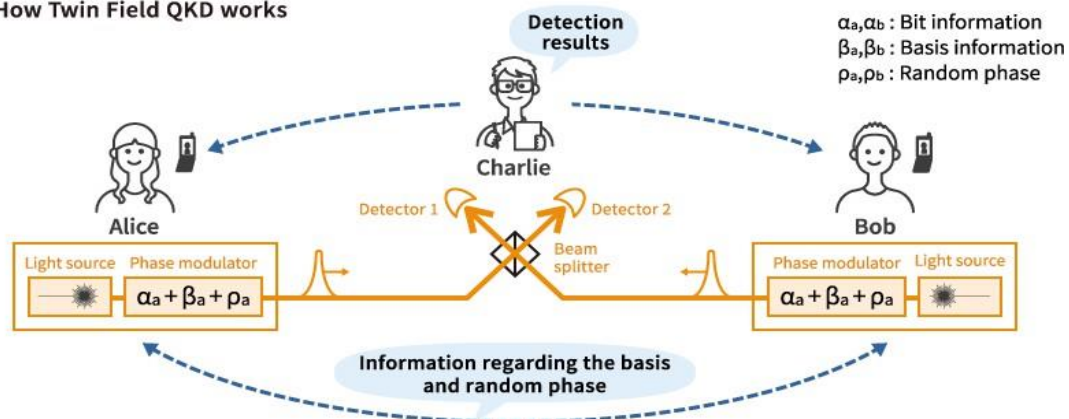 How Twin Field QKD works
Detection
results
αa,αb : Bit information
βa,βb : Basis information
ρa,ρb : Random phase
Charlie
Alice
Bob
Detector 1
Detector 2
Beam
splitter
Light source
Phase modulator
αa + βa + ρa
Phase modulator
Light source
αa + βa + ρa
Information regarding the basis
and random phase